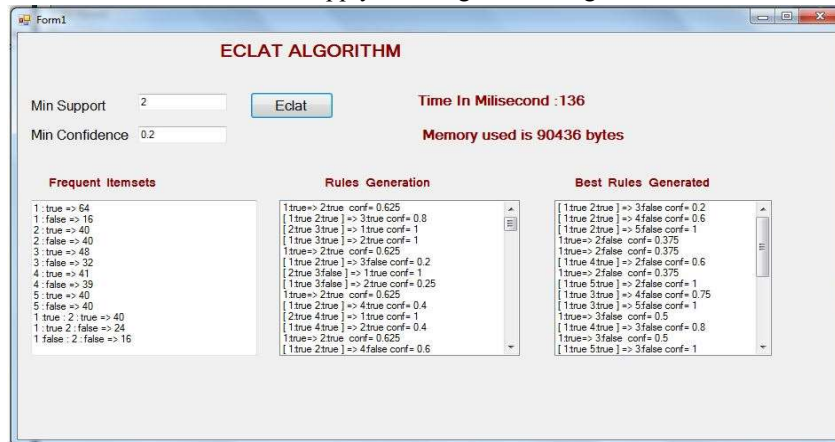 Form1
ECLAT ALGORITHM
Min Support 2 Eclat Time In Milisecond :136
Min Confidence 0.2 Memory used is 90436 bytes
Frequent Itemsets
1 : true => 64
1 : false => 16
2 : true => 40
2 : false => 40
3 : true => 48
3 : false => 32
4 : true => 41
4 : false => 39
5 : true => 40
5 : false => 40
1 :true : 2 : true => 40
1 : true 2 : false => 24
1 :false : 2 : false => 16
Rules Generation
1:true=> 2:true conf= 0.625
[ 1:true 2:true ] => 3:true conf= 0.8
[ 2:true 3:true ] => 1:true conf= 1
[ 1:true 3:true ] => 2:true conf= 1
1:true=> 2:true conf= 0.625
[ 1:true 2:true ] => 3:false conf= 0.2
[ 2:true 3:false ] => 1:true conf= 1
[ 1:true 3:false ] => 2:true conf= 0.25
1:true=> 2:true conf= 0.625
[ 1:true 2:true ] => 4:true conf= 0.4
[ 2:true 4:true ] => 1:true conf= 1
[ 1:true 4:true ] => 2:true conf= 0.4
1:true=> 2:true conf= 0.625
[ 1:true 2:true ] => 4:false conf= 0.6
Best Rules Generated
[ 1:true 2:true ] => 3:false conf= 0.2
[ 1:true 2:true ] => 4:false conf= 0.6
[ 1:true 2:true ] => 5:false conf= 1
1:true=> 2:false conf= 0.375
1:true=> 2:false conf= 0.375
[ 1:true 4:true ] => 2:false conf= 0.6
1:true=> 2:false conf= 0.375
[ 1:true 5:true ] => 2:false conf= 1
[ 1:true 3:true ] => 4:false conf= 0.75
[ 1:true 3:true ] => 5:false conf= 1
1:true=> 3:false conf= 0.5
[ 1:true 4:true ] => 3:false conf= 0.8
1:true=> 3:false conf= 0.5
[ 1:true 5:true ] => 3:false conf= 1